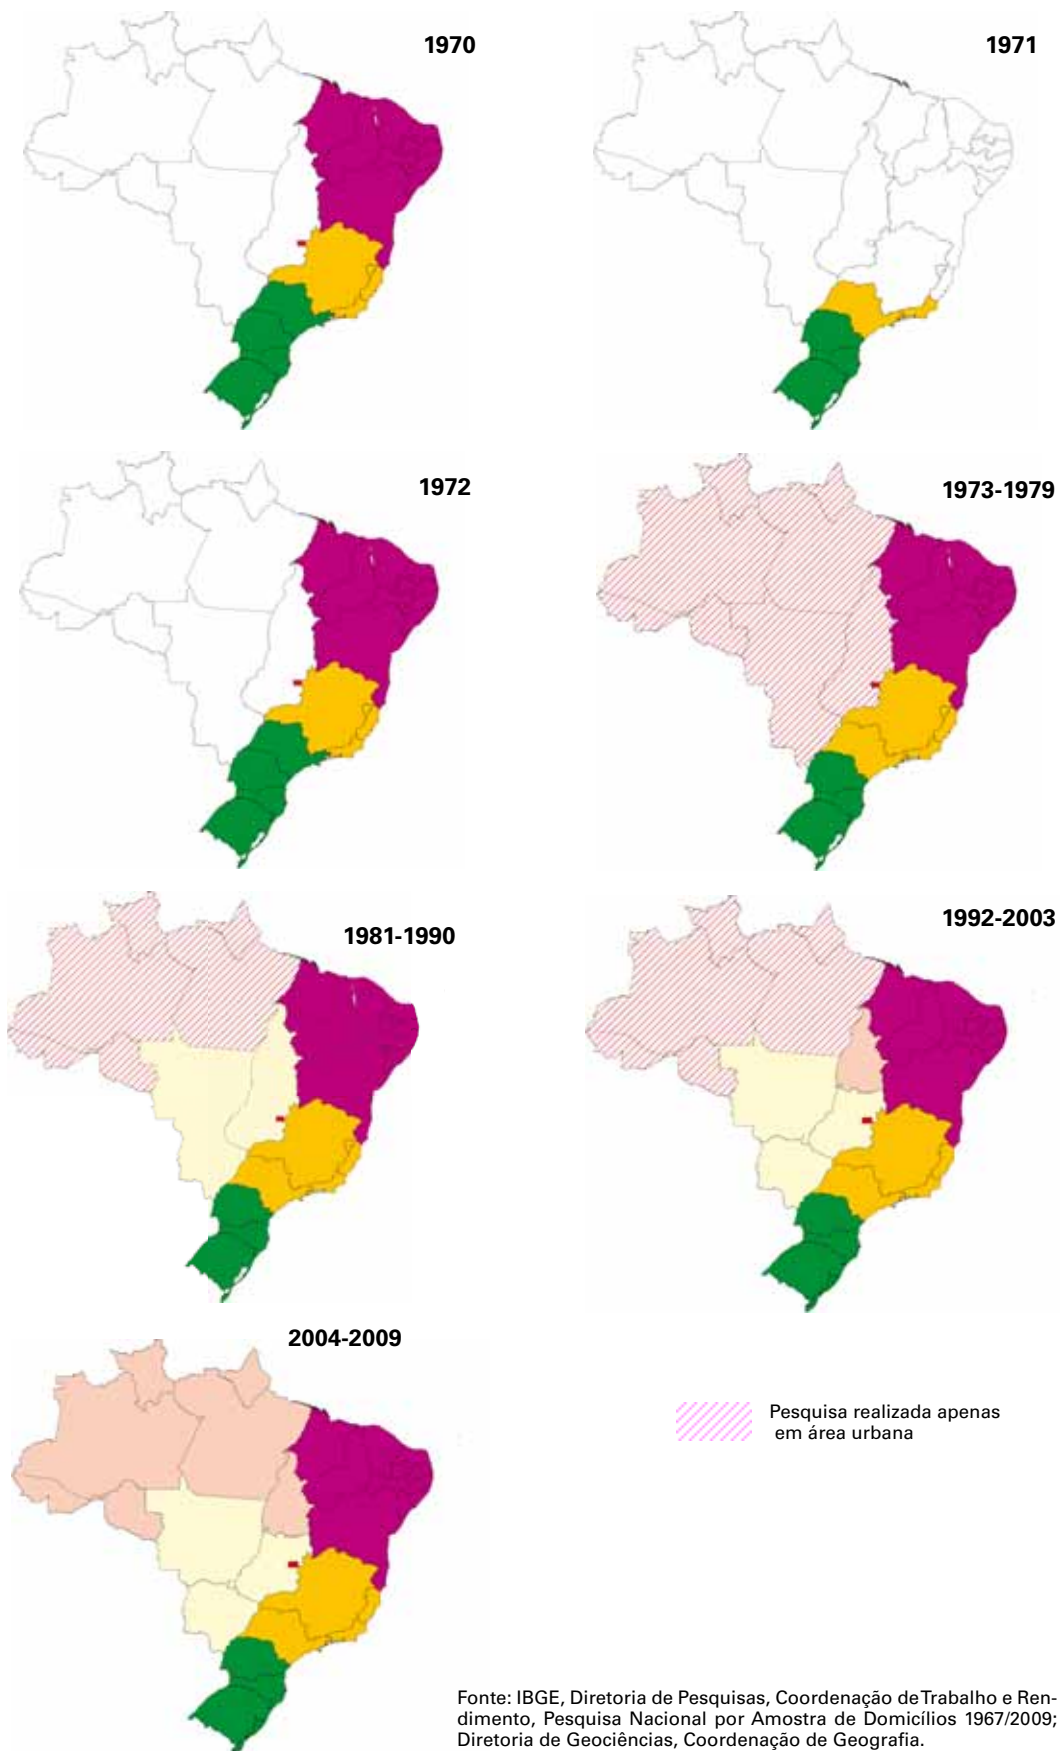 1970
1971
1972
1973-1979
1981-1990
1992-2003
2004-2009
Pesquisa realizada apenas
em área urbana
Fonte: IBGE, Diretoria de Pesquisas, Coordenação de Trabalho e Ren-
dimento, Pesquisa Nacional por Amostra de Domicílios 1967/2009;
Diretoria de Geociências, Coordenação de Geografia.